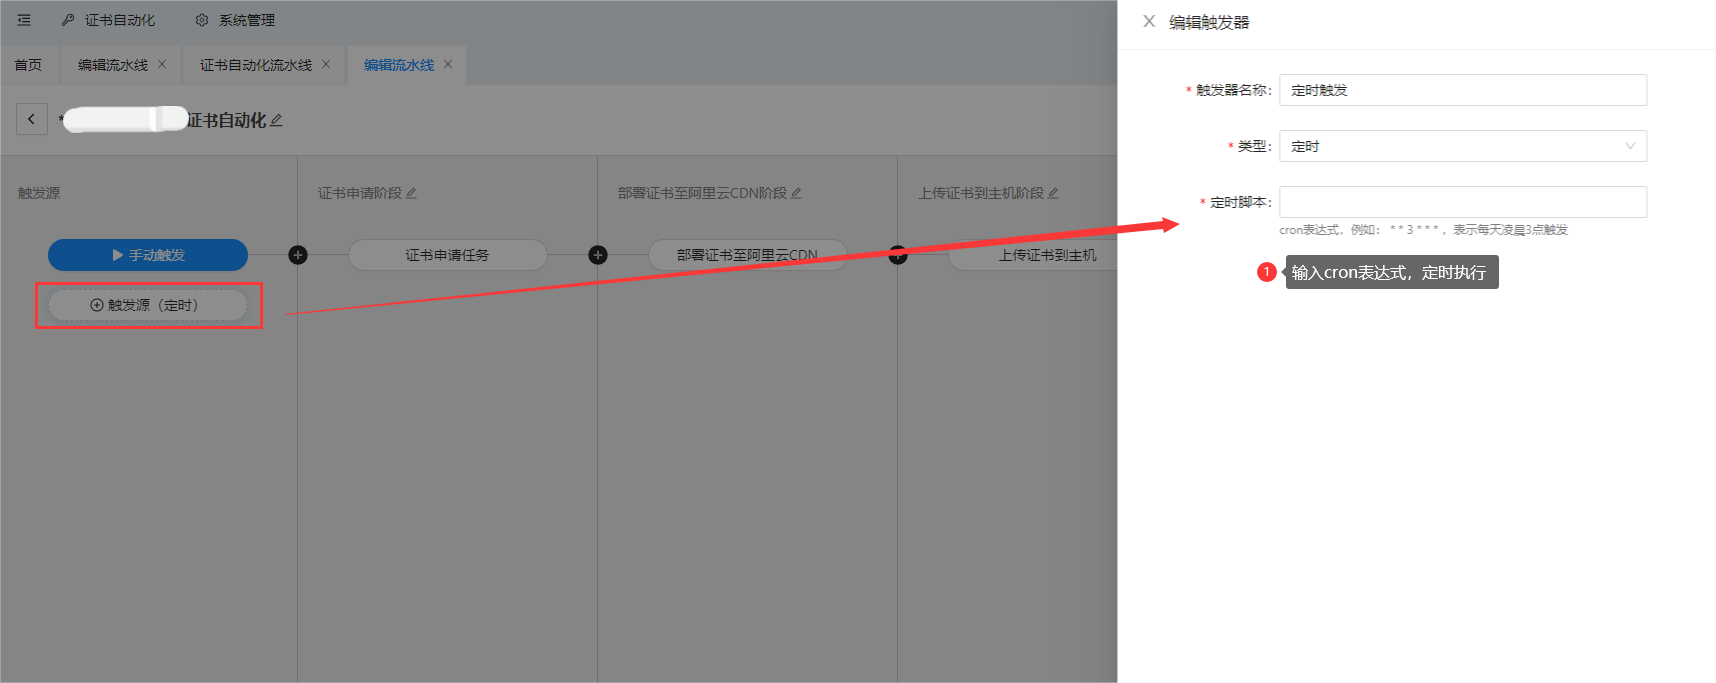 证书自动化 系统管理
首页 编辑流水线 证书自动化流水线 编辑流水线
证书自动化
触发源 证书申请阶段 部署证书至阿里云CDN阶段 上传证书到主机阶段
手动触发 证书申请任务 部署证书至阿里云CDN 上传证书到主机
触发源（定时）
编辑触发器
* 触发器名称： 定时触发
* 类型： 定时
* 定时脚本：
cron表达式，例如： * * 3 * * * ，表示每天凌晨3点触发
1 输入cron表达式，定时执行